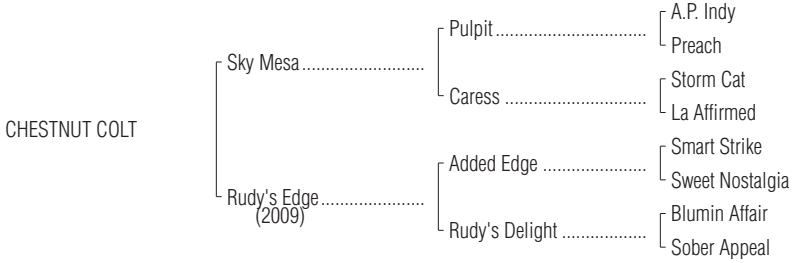 A.P. Indy
Pulpit..............................
Preach
Sky Mesa.........................
Storm Cat
Caress ..............................
La Affirmed
CHESTNUT COLT
Smart Strike
Added Edge ......................
Sweet Nostalgia
Rudy's Edge.....................
(2009)
Blumin Affair
Rudy's Delight ..................
Sober Appeal